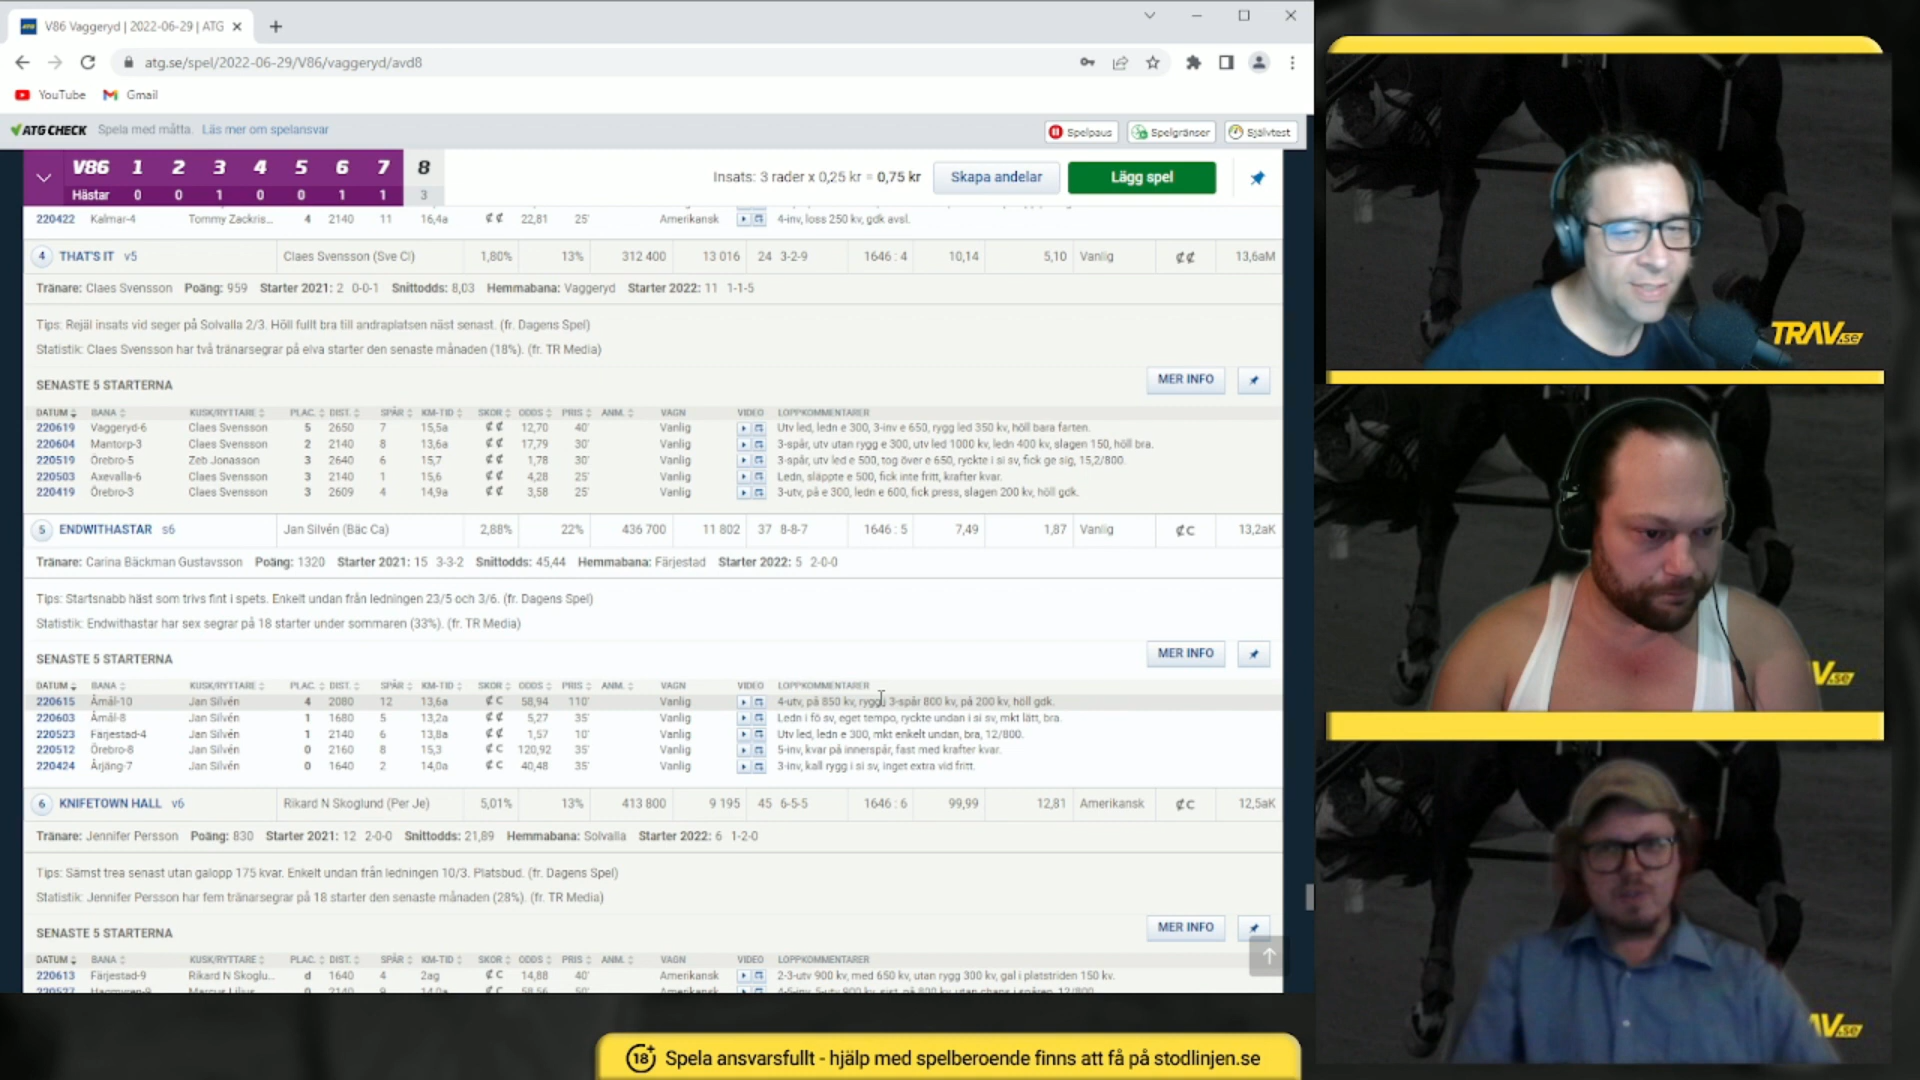 V86 Vaggeryd | 2022-06-29 | ATG
atg.se/spel/2022-06-29/V86/vaggeryd/avd8
YouTube Gmail
ATG CHECK Spela med måtta. Läs mer om spelansvar Spelpaus Spelgränser Självtest
V86 1 2 3 4 5 6 7 8
Hästar 0 0 1 0 0 1 1 3
Insats: 3 rader x 0,25 kr = 0,75 kr Skapa andelar Lägg spel
220422 Kalmar-4 Tommy Zackris... 4 2140 11 16,4a 22,81 25' Amerikansk 4-inv, loss 250 kv, gdk avsl.
4 THAT'S IT v5 Claes Svensson (Sve Cl) 1,80% 13% 312 400 13 016 24 3-2-9 1646 : 4 10,14 5,10 Vanlig 13,6aM
Tränare: Claes Svensson Poäng: 959 Starter 2021: 2 0-0-1 Snittodds: 8,03 Hemmabana: Vaggeryd Starter 2022: 11 1-1-5
Tips: Rejäl insats vid seger på Solvalla 2/3. Höll fullt bra till andraplatsen näst senast. (fr. Dagens Spel)
Statistik: Claes Svensson har två tränarsegrar på elva starter den senaste månaden (18%). (fr. TR Media)
SENASTE 5 STARTERNA MER INFO
DATUM BANA KUSK/RYTTARE PLAC. DIST. SPÅR KM-TID SKOR ODDS PRIS ANM. VAGN VIDEO LOPPKOMMENTARER
220619 Vaggeryd-6 Claes Svensson 5 2650 7 15,5a 12,70 40' Vanlig Utv led, ledn e 300, 3-inv e 650, rygg led 350 kv, höll bara farten.
220604 Mantorp-3 Claes Svensson 2 2140 8 13,6a 17,79 30' Vanlig 3-spår, utv utan rygg e 300, utv led 1000 kv, ledn 400 kv, slagen 150, höll bra.
220519 Örebro-5 Zeb Jonasson 3 2640 6 15,7 1,78 30' Vanlig 3-spår, utv led e 500, tog över e 650, ryckte i si sv, fick ge sig, 15,2/800.
220503 Axevalla-6 Claes Svensson 3 2140 1 15,6 4,28 25' Vanlig Ledn, släppte e 500, fick inte fritt, krafter kvar.
220419 Örebro-3 Claes Svensson 3 2609 4 14,9a 3,58 25' Vanlig 3-utv, på e 300, ledn e 600, fick press, slagen 200 kv, höll gdk.
5 ENDWITHASTAR s6 Jan Silvén (Bäc Ca) 2,88% 22% 436 700 11 802 37 8-8-7 1646 : 5 7,49 1,87 Vanlig 13,2aK
Tränare: Carina Bäckman Gustavsson Poäng: 1320 Starter 2021: 15 3-3-2 Snittodds: 45,44 Hemmabana: Färjestad Starter 2022: 5 2-0-0
Tips: Startsnabb häst som trivs fint i spets. Enkelt undan från ledningen 23/5 och 3/6. (fr. Dagens Spel)
Statistik: Endwithastar har sex segrar på 18 starter under sommaren (33%). (fr. TR Media)
SENASTE 5 STARTERNA MER INFO
DATUM BANA KUSK/RYTTARE PLAC. DIST. SPÅR KM-TID SKOR ODDS PRIS ANM. VAGN VIDEO LOPPKOMMENTARER
220615 Åmål-10 Jan Silvén 4 2080 12 13,6a 58,94 110' Vanlig 4-utv, på 850 kv, rygg 3-spår 800 kv, på 200 kv, höll gdk.
220603 Åmål-8 Jan Silvén 1 1680 5 13,2a 5,27 35' Vanlig Ledn i fö sv, eget tempo, ryckte undan i si sv, mkt lätt, bra.
220523 Färjestad-4 Jan Silvén 1 2140 6 13,8a 1,57 10' Vanlig Utv led, ledn e 300, mkt enkelt undan, bra, 12/800.
220512 Örebro-8 Jan Silvén 0 2160 8 15,3 120,92 35' Vanlig 5-inv, kvar på innerspår, fast med krafter kvar.
220424 Årjäng-7 Jan Silvén 0 1640 2 14,0a 40,48 35' Vanlig 3-inv, kall rygg i si sv, inget extra vid fritt.
6 KNIFETOWN HALL v6 Rikard N Skoglund (Per Je) 5,01% 13% 413 800 9 195 45 6-5-5 1646 : 6 99,99 12,81 Amerikansk 12,5aK
Tränare: Jennifer Persson Poäng: 830 Starter 2021: 12 2-0-0 Snittodds: 21,89 Hemmabana: Solvalla Starter 2022: 6 1-2-0
Tips: Sämst trea senast utan galopp 175 kvar. Enkelt undan från ledningen 10/3. Platsbud. (fr. Dagens Spel)
Statistik: Jennifer Persson har fem tränarsegrar på 18 starter den senaste månaden (28%). (fr. TR Media)
SENASTE 5 STARTERNA MER INFO
DATUM BANA KUSK/RYTTARE PLAC. DIST. SPÅR KM-TID SKOR ODDS PRIS ANM. VAGN VIDEO LOPPKOMMENTARER
220613 Färjestad-9 Rikard N Skoglu... d 1640 4 2ag 14,88 40' Amerikansk 2-3-utv 900 kv, med 650 kv, utan rygg 300 kv, gal i platstriden 150 kv.
TRAV.se
V.se
AV.se
18+ Spela ansvarsfullt - hjälp med spelberoende finns att få på stodlinjen.se